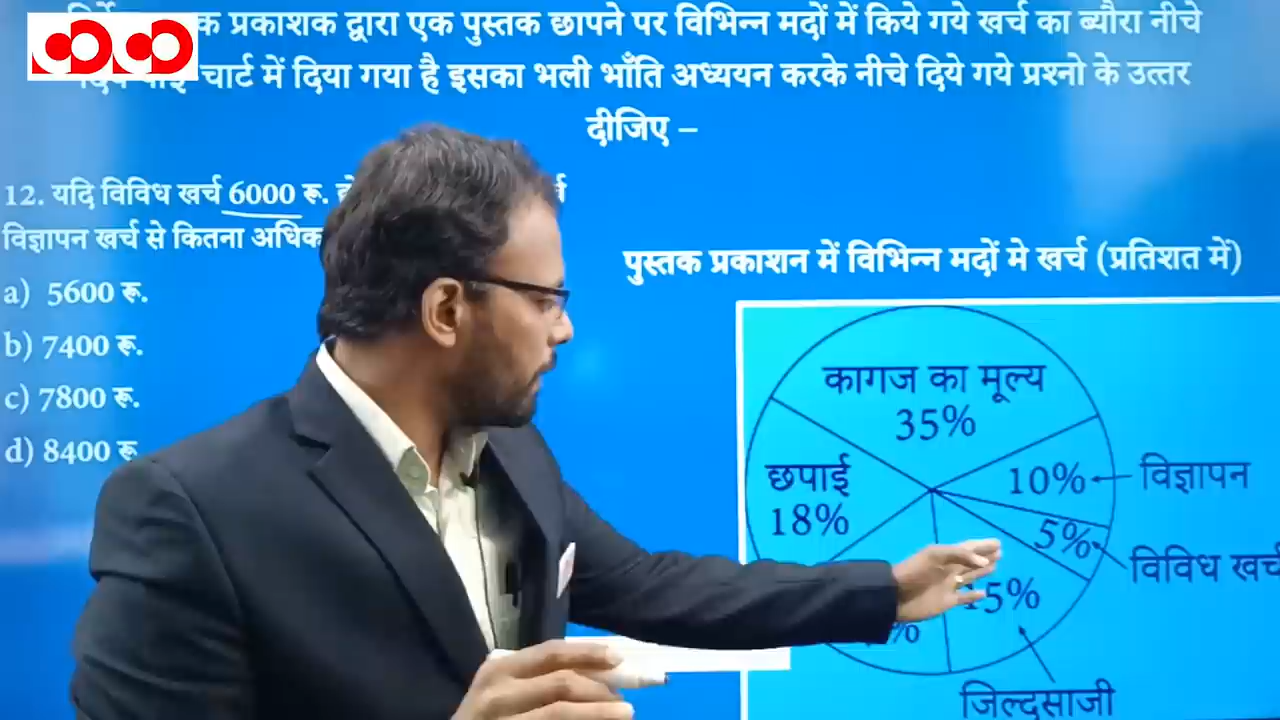 क प्रकाशक द्वारा एक पुस्तक छापने पर विभिन्न मदों में किये गये खर्च का ब्यौरा नीचे
चार्ट में दिया गया है इसका भली भाँति अध्ययन करके नीचे दिये गये प्रश्नो के उत्तर
दीजिए –
12. यदि विविध खर्च 6000 रू.
विज्ञापन खर्च से कितना अधिक
a) 5600 रू.
b) 7400 रू.
c) 7800 रू.
d) 8400 रू
पुस्तक प्रकाशन में विभिन्न मदों मे खर्च (प्रतिशत में)
कागज का मूल्य
35%
छपाई
18%
10%
विज्ञापन
5%
विविध खर्च
15%
%
जिल्दसाजी